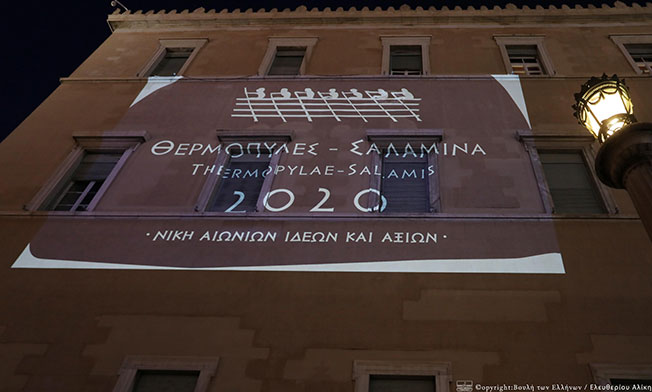 ΘΕΡΜΟΠΥΛΕΣ - ΣΑΛΑΜΙΝΑ
THERMOPYLAE-SALAMIS
2020
· ΝΙΚΗ ΑΙΩΝΙΩΝ ΙΔΕΩΝ ΚΑΙ ΑΞΙΩΝ ·
©opyright:Βουλή των Ελλήνων / Ελευθερίου Αλίκη